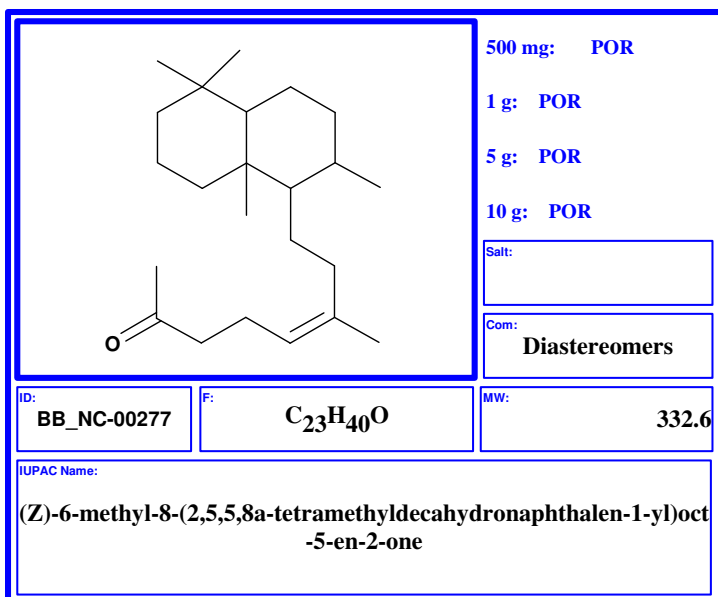 500 mg: POR
1 g: POR
5 g: POR
10 g: POR
O
Salt:
Com:
Diastereomers
ID:
BB_NC-00277
F:
C23H40O
MW:
332.6
IUPAC Name:
(Z)-6-methyl-8-(2,5,5,8a-tetramethyldecahydronaphthalen-1-yl)oct
-5-en-2-one